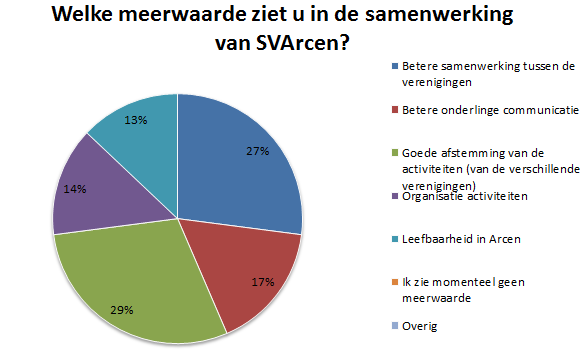 Welke meerwaarde ziet u in de samenwerking
van SVArcen?
13%
27%
14%
17%
29%
Betere samenwerking tussen de
verenigingen
Betere onderlinge communicatie
Goede afstemming van de
activiteiten (van de verschillende
verenigingen)
Organisatie activiteiten
Leefbaarheid in Arcen
Ik zie momenteel geen
meerwaarde
Overig